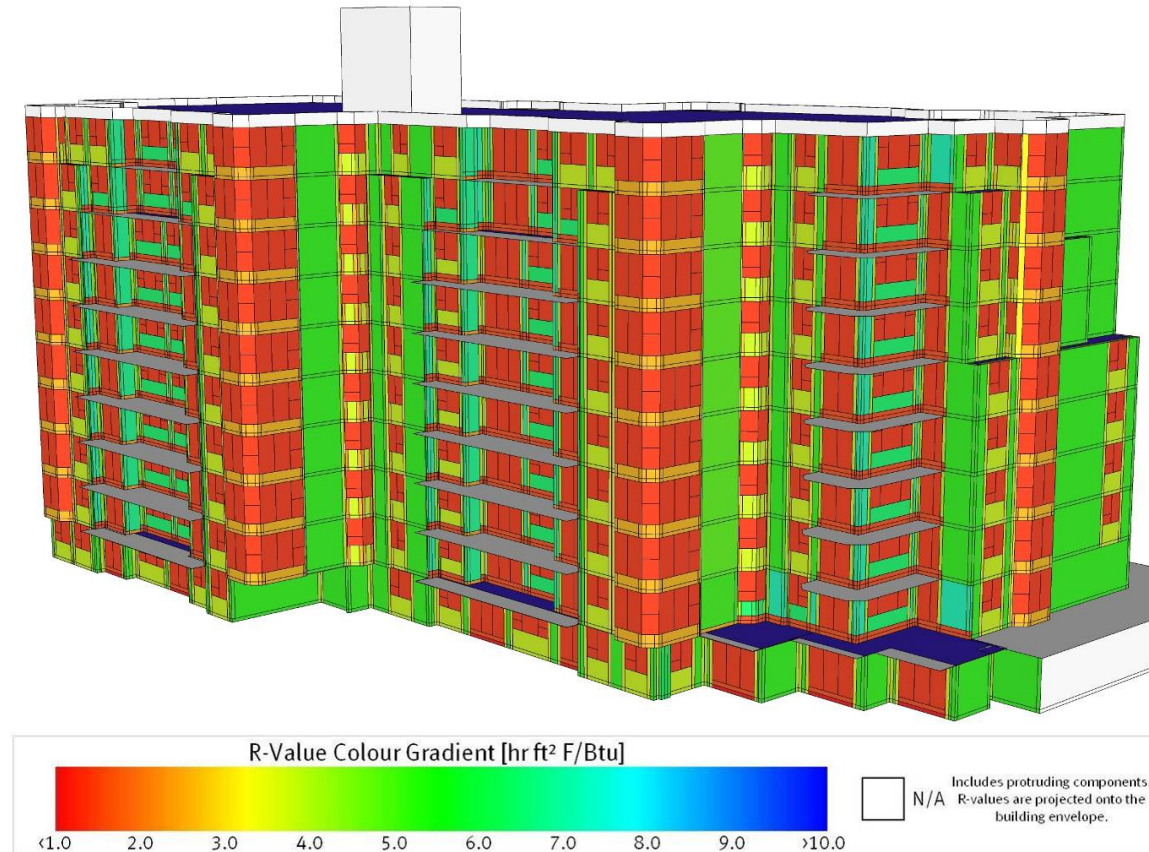 R-Value Colour Gradient [hr ft² F/Btu]
<1.0 2.0 3.0 4.0 5.0 6.0 7.0 8.0 9.0 >10.0
N/A
Includes protruding components.
R-values are projected onto the
building envelope.